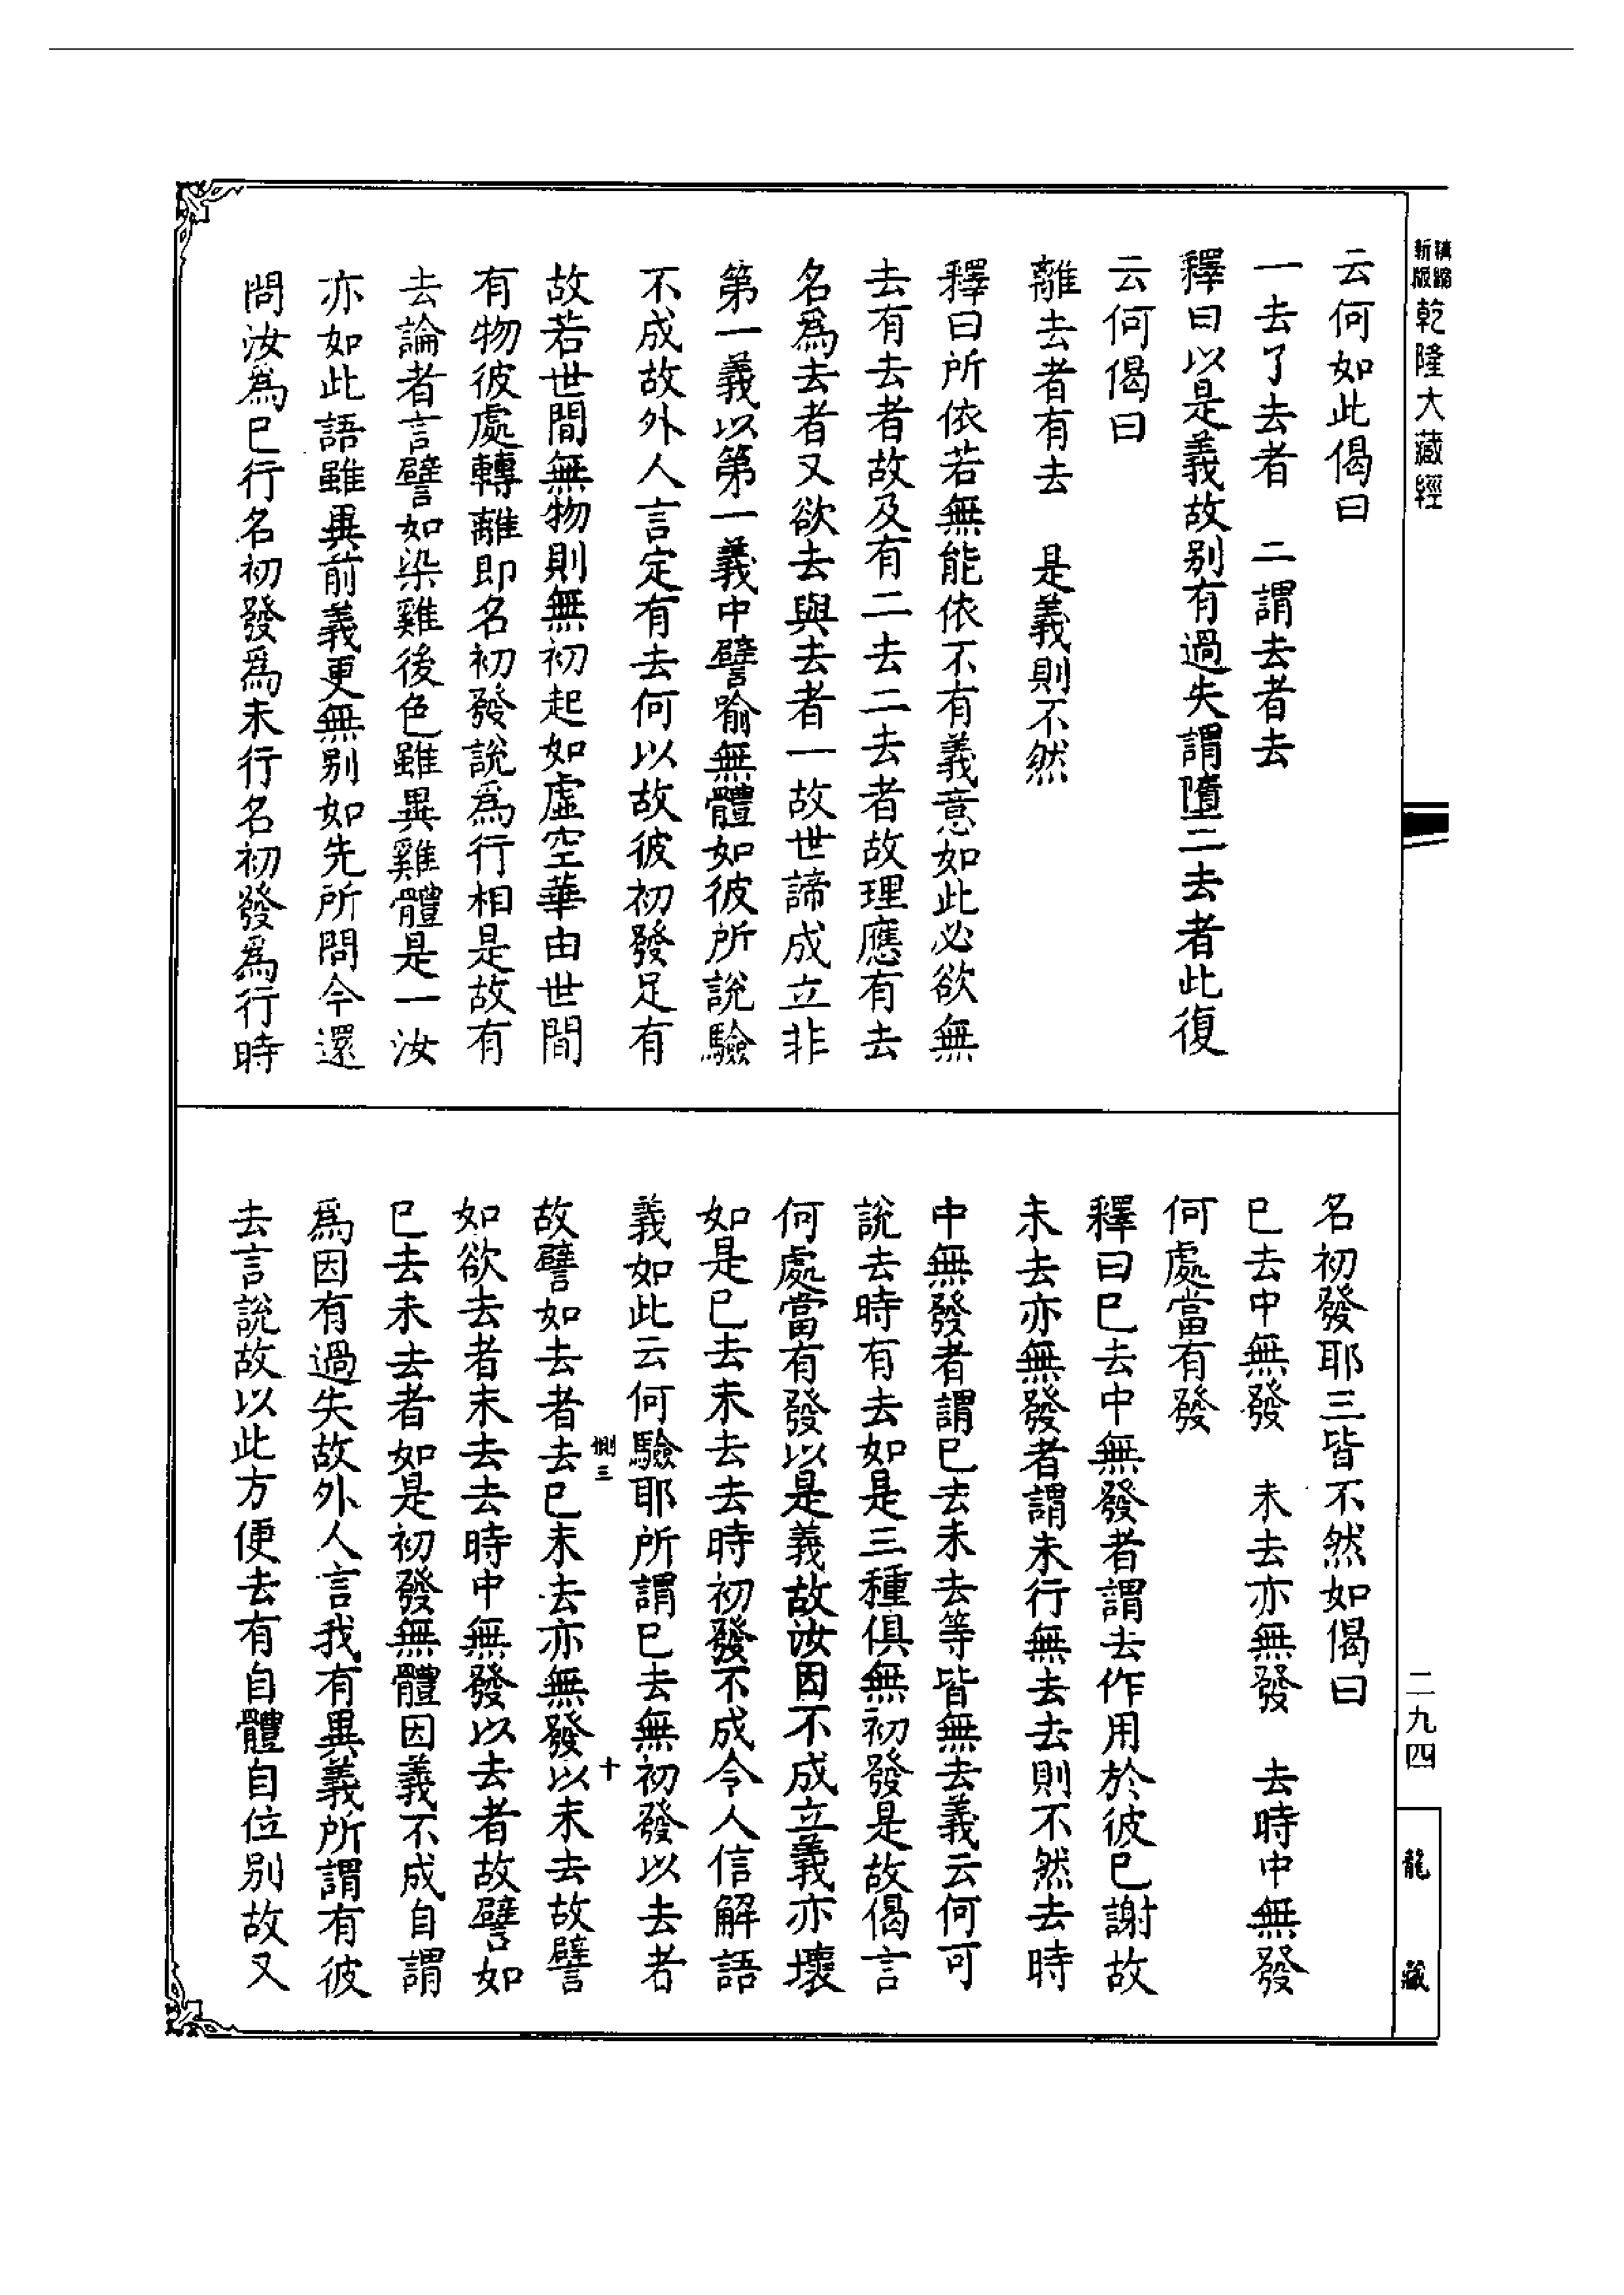 新版 精縮 乾隆大藏經
云何如此偈曰
一去了去者　二謂去者去
釋曰以是義故別有過失謂墮二去者此復
云何偈曰
離去者有去　是義則不然
釋曰所依若無能依不有義意如此必欲無
去有去者故及有二去二去者故理應有去
名爲去者又欲去與去者一故世諦成立非
第一義以第一義中譬喻無體如彼所說驗
不成故外人言定有去何以故彼初發足有
故若世間無物則無初起如虛空華由世間
有物彼處轉離即名初發說爲行相是故有
去論者言譬如染雞後色雖異雞體是一汝
亦如此語雖異前義更無別如先所問今還
問汝爲已行名初發爲未行名初發爲行時
名初發耶三皆不然如偈曰
已去中無發　未去亦無發　去時中無發
何處當有發
釋曰已去中無發者謂去作用於彼已謝故
未去亦無發者謂未行無去去則不然去時
中無發者謂已去未去等皆無去義云何可
說去時有去如是三種俱無初發是故偈言
何處當有發以是義故汝因不成立義亦壞
如是已去未去去時初發不成令人信解語
義如此云何驗耶所謂已去無初發以去者
故譬如去者去已未去亦無發以未去故譬
如欲去者未去去時中無發以去者故譬如
已去未去者如是初發無體因義不成自謂
爲因有過失故外人言我有異義所謂有彼
去言說故以此方便去有自體自位別故又
惻三
十
二九四
龍藏